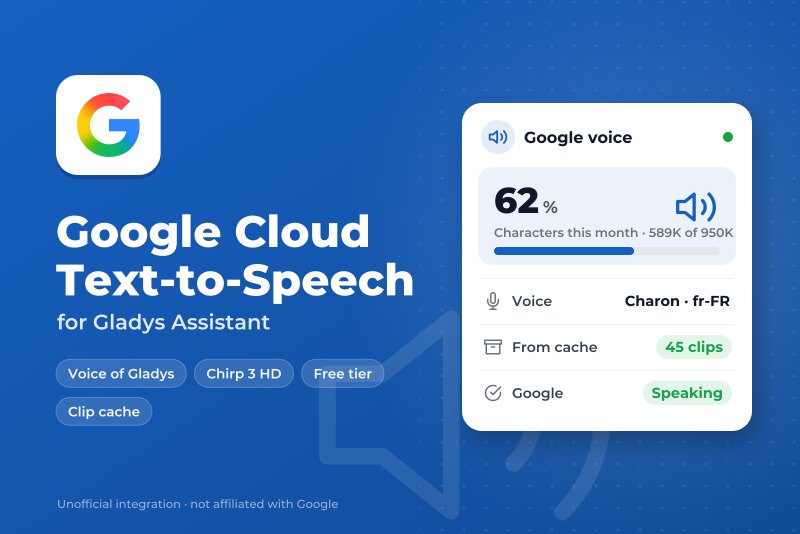 Google Cloud
Text-to-Speech
for Gladys Assistant
Voice of Gladys
Chirp 3 HD
Free tier
Clip cache
Unofficial integration · not affiliated with Google
Google voice
62 %
Characters this month · 589K of 950K
Voice
Charon · fr-FR
From cache
45 clips
Google
Speaking